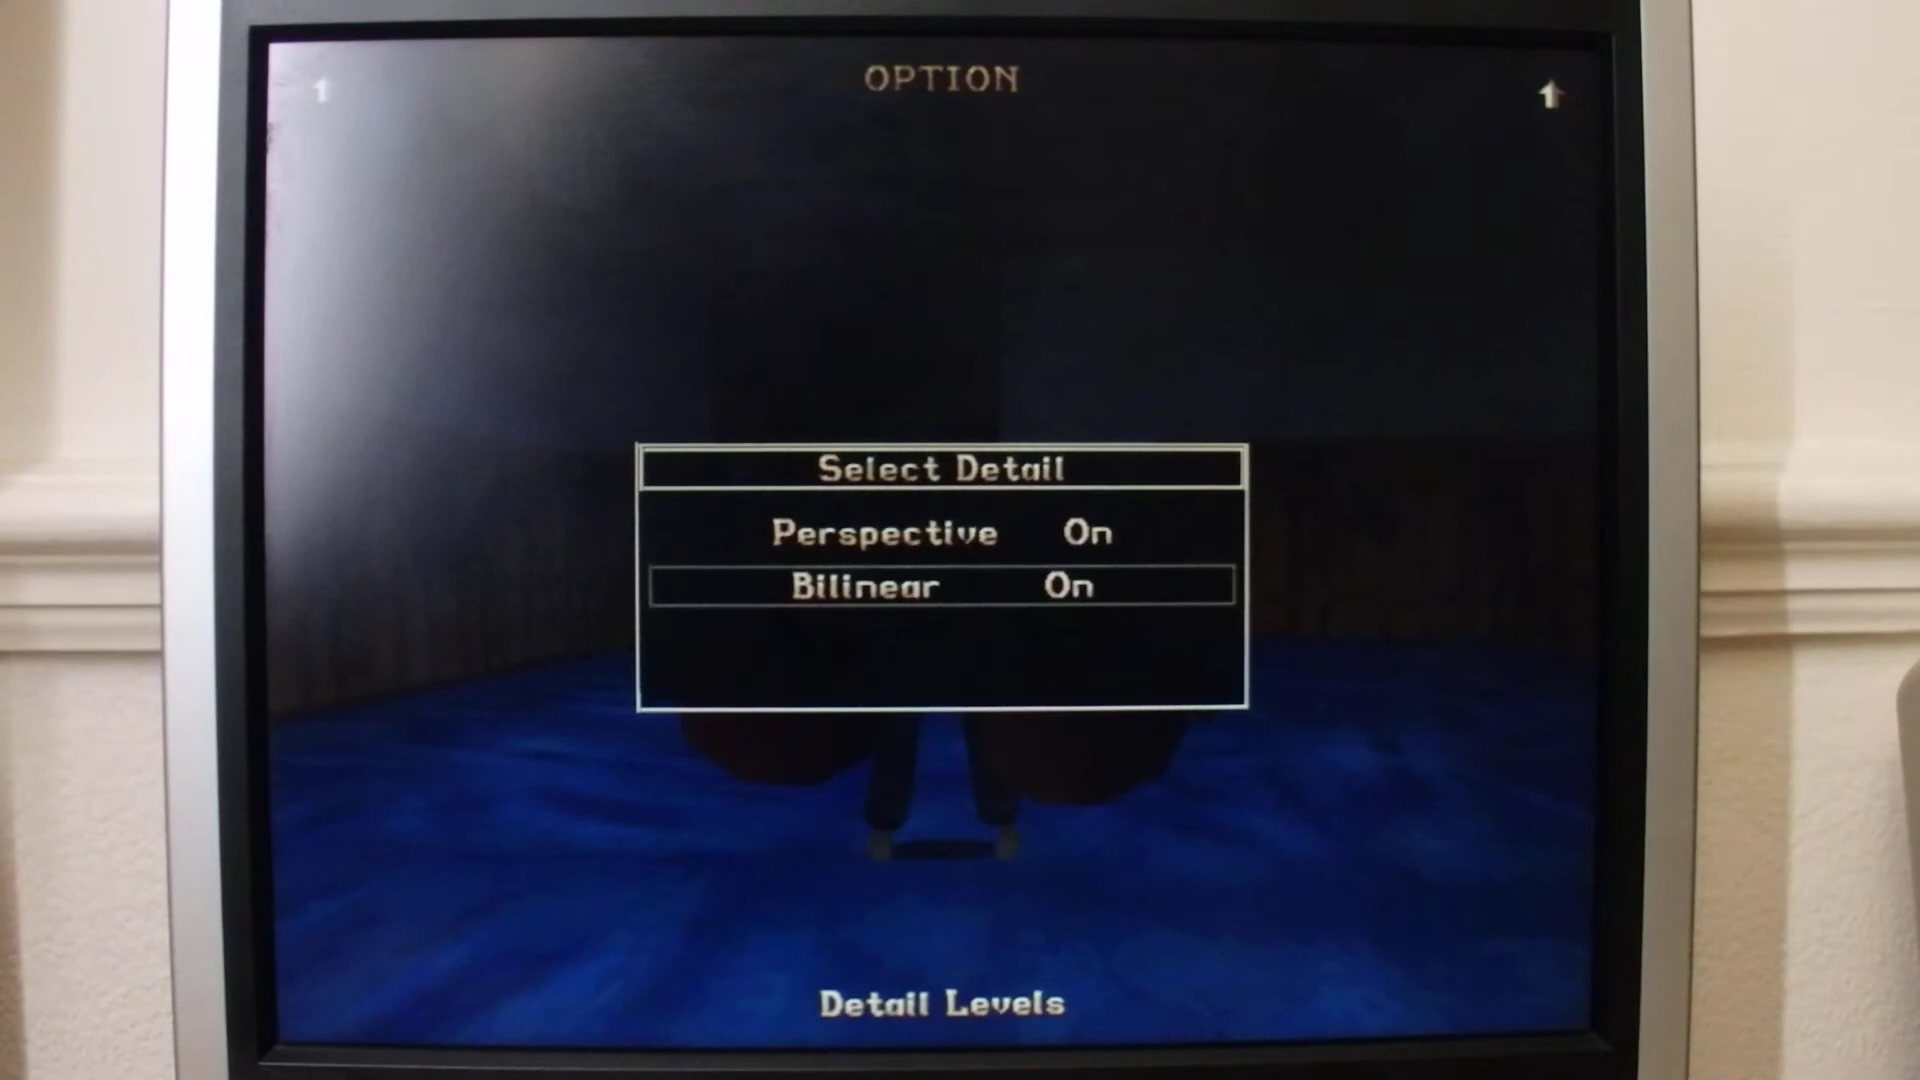 OPTION
Select Detail
Perspective On
Bilinear On
Detail Levels